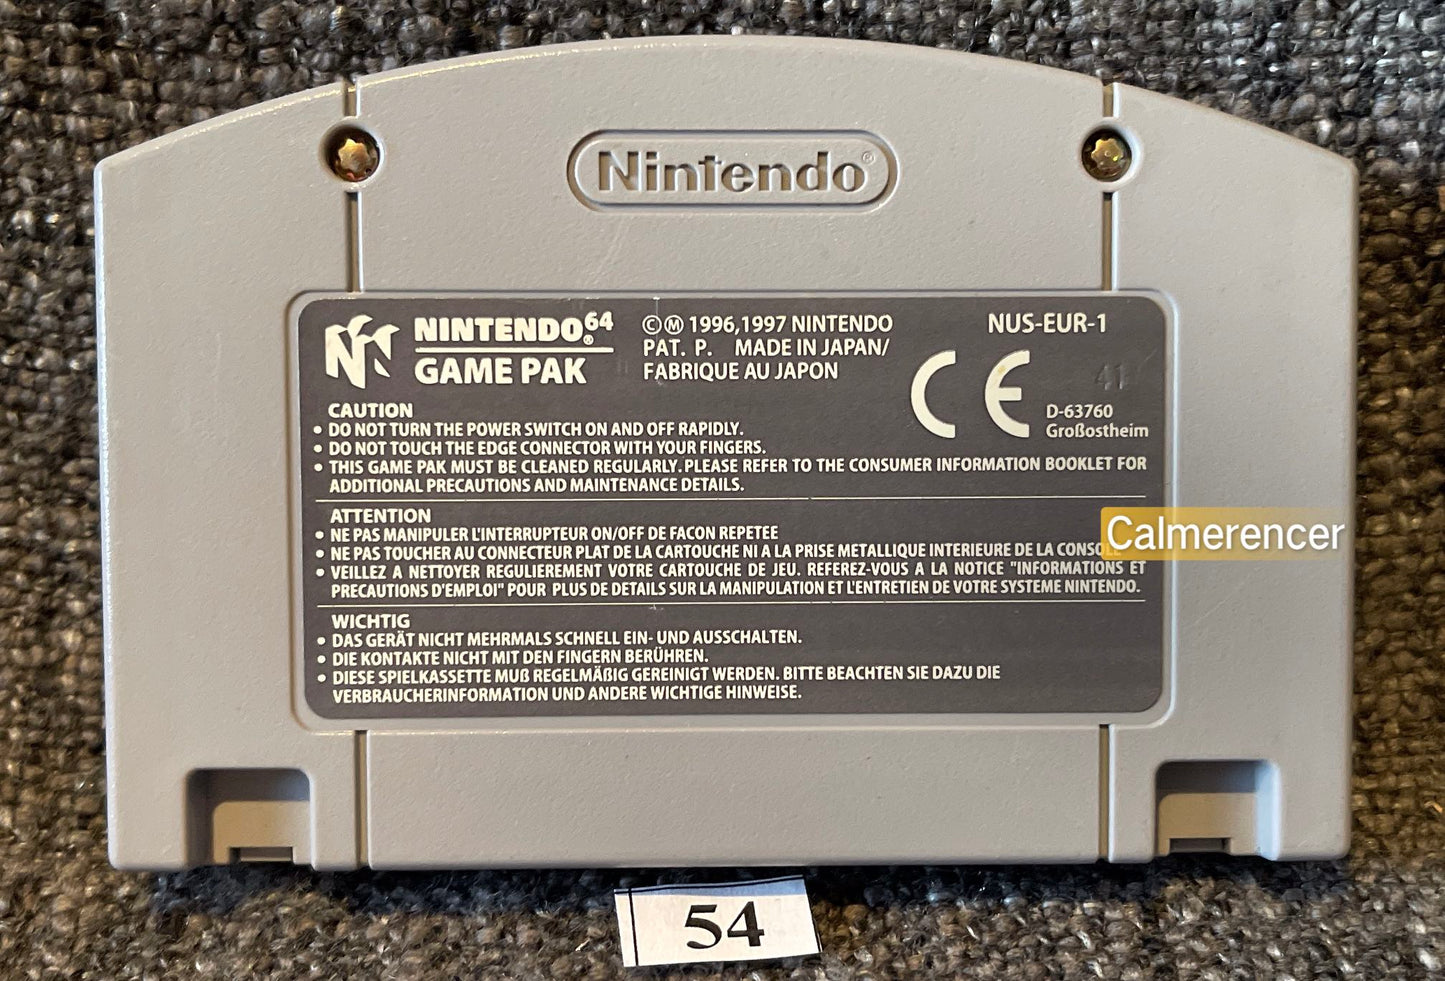 Nintendo®
NINTENDO64®
GAME PAK
©Ⓜ 1996,1997 NINTENDO
PAT. P. MADE IN JAPAN/
FABRIQUE AU JAPON
NUS-EUR-1
CE
41
D-63760
Großostheim
CAUTION
• DO NOT TURN THE POWER SWITCH ON AND OFF RAPIDLY.
• DO NOT TOUCH THE EDGE CONNECTOR WITH YOUR FINGERS.
• THIS GAME PAK MUST BE CLEANED REGULARLY. PLEASE REFER TO THE CONSUMER INFORMATION BOOKLET FOR
ADDITIONAL PRECAUTIONS AND MAINTENANCE DETAILS.
ATTENTION
• NE PAS MANIPULER L'INTERRUPTEUR ON/OFF DE FACON REPETEE
• NE PAS TOUCHER AU CONNECTEUR PLAT DE LA CARTOUCHE NI A LA PRISE METALLIQUE INTERIEURE DE LA CONSOLE
• VEILLEZ A NETTOYER REGULIEREMENT VOTRE CARTOUCHE DE JEU. REFEREZ-VOUS A LA NOTICE "INFORMATIONS ET
PRECAUTIONS D'EMPLOI" POUR PLUS DE DETAILS SUR LA MANIPULATION ET L'ENTRETIEN DE VOTRE SYSTEME NINTENDO.
WICHTIG
• DAS GERÄT NICHT MEHRMALS SCHNELL EIN- UND AUSSCHALTEN.
• DIE KONTAKTE NICHT MIT DEN FINGERN BERÜHREN.
• DIESE SPIELKASSETTE MUß REGELMÄßIG GEREINIGT WERDEN. BITTE BEACHTEN SIE DAZU DIE
VERBRAUCHERINFORMATION UND ANDERE WICHTIGE HINWEISE.
Calmerencer
54